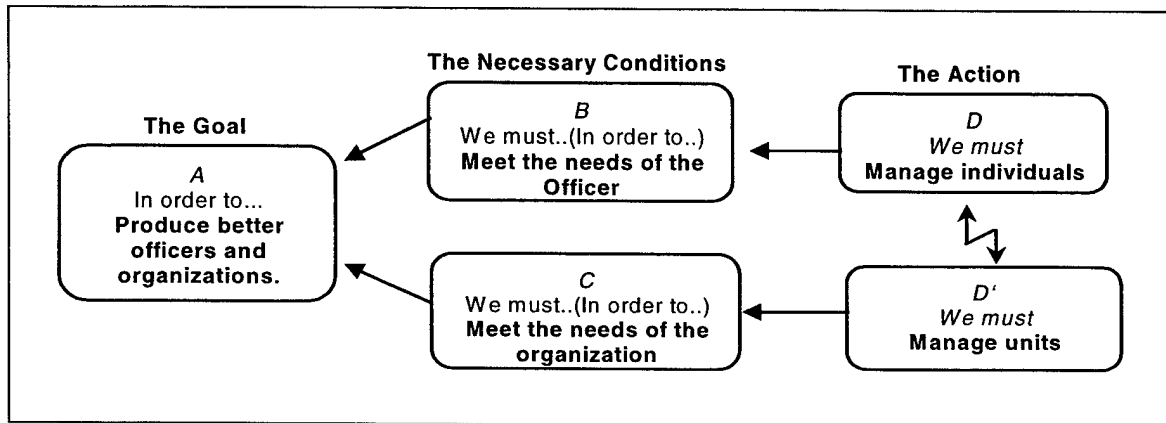 The Goal
A
In order to...
Produce better
officers and
organizations.
The Necessary Conditions
B
We must..(In order to..)
Meet the needs of the
Officer
C
We must..(In order to..)
Meet the needs of the
organization
The Action
D
We must
Manage individuals
D'
We must
Manage units